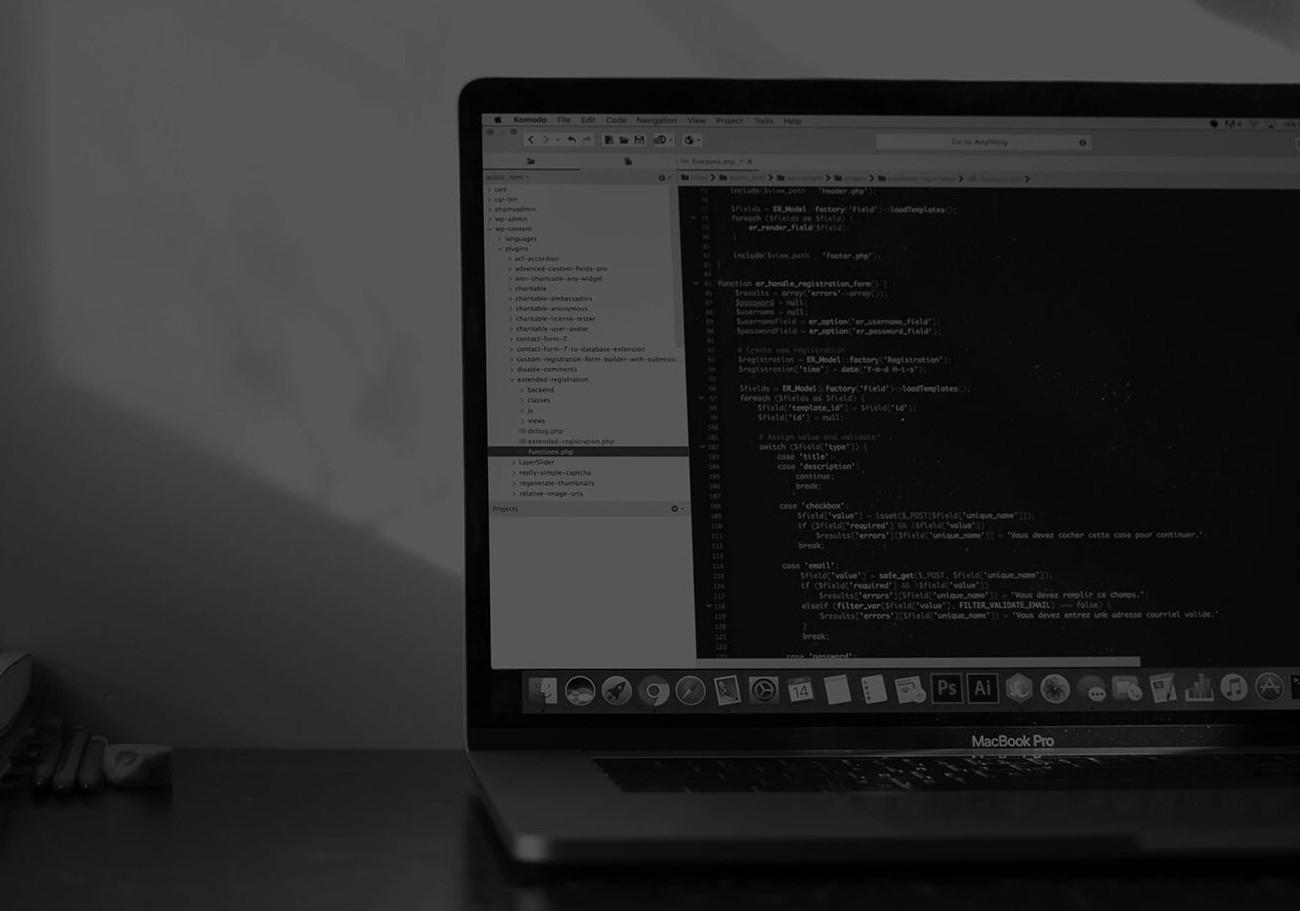 Komodo File Edit Code Navigation View Project Tools Help
Go to Anything
functions.php
public_html
cert
cgi-bin
phpmyadmin
wp-admin
wp-content
languages
plugins
acf-accordion
advanced-custom-fields-pro
amr-shortcode-any-widget
charitable
charitable-ambassadors
charitable-anonymous
charitable-license-tester
charitable-user-avatar
contact-form-7
contact-form-7-to-database-extension
custom-registration-form-builder-with-submissi...
disable-comments
extended-registration
backend
classes
js
views
debug.php
extended-registration.php
functions.php
LayerSlider
really-simple-captcha
regenerate-thumbnails
relative-image-urls
Projects
include($view_path . 'header.php');
$fields = ER_Model::factory('Field')->loadTemplates();
foreach ($fields as $field) {
er_render_field($field);
}
include($view_path . 'footer.php');
}
function er_handle_registration_form() {
$results = array('errors'=>array());
$password = null;
$username = null;
$usernameField = er_option('er_username_field');
$passwordField = er_option('er_password_field');
# Create new registration
$registration = ER_Model::factory('Registration');
$registration['time'] = date('Y-m-d H:i:s');
$fields = ER_Model::factory('Field')->loadTemplates();
foreach ($fields as $field) {
$field['template_id'] = $field['id'];
$field['id'] = null;
# Assign value and validate
switch ($field['type']) {
case 'title':
case 'description':
continue;
break;
case 'checkbox':
$field['value'] = isset($_POST[$field['unique_name']]);
if ($field['required'] && !$field['value'])
$results['errors'][$field['unique_name']] = 'Vous devez cocher cette case pour continuer.';
break;
case 'email':
$field['value'] = safe_get($_POST, $field['unique_name']);
if ($field['required'] && !$field['value'])
$results['errors'][$field['unique_name']] = 'Vous devez remplir ce champs.';
elseif (filter_var($field['value'], FILTER_VALIDATE_EMAIL) === false) {
$results['errors'][$field['unique_name']] = 'Vous devez entrez une adresse courriel valide.';
}
break;
case 'password':
14
Ps
Ai
MacBook Pro